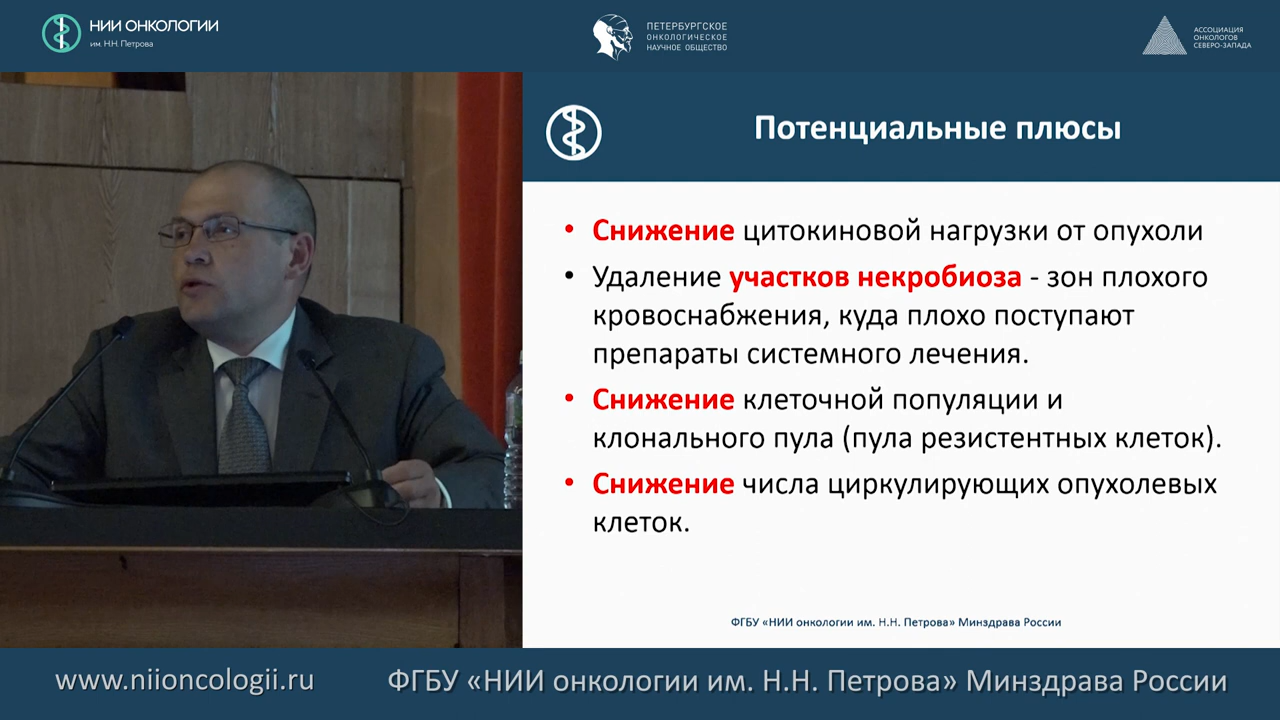 НИИ ОНКОЛОГИИ
им. Н.Н. Петрова
ПЕТЕРБУРГСКОЕ
ОНКОЛОГИЧЕСКОЕ
НАУЧНОЕ ОБЩЕСТВО
АССОЦИАЦИЯ
ОНКОЛОГОВ
СЕВЕРО-ЗАПАДА
Потенциальные плюсы
• Снижение цитокиновой нагрузки от опухоли
• Удаление участков некробиоза - зон плохого
кровоснабжения, куда плохо поступают
препараты системного лечения.
• Снижение клеточной популяции и
клонального пула (пула резистентных клеток).
• Снижение числа циркулирующих опухолевых
клеток.
ФГБУ «НИИ онкологии им. Н.Н. Петрова» Минздрава России
www.niioncologii.ru
ФГБУ «НИИ онкологии им. Н.Н. Петрова» Минздрава России